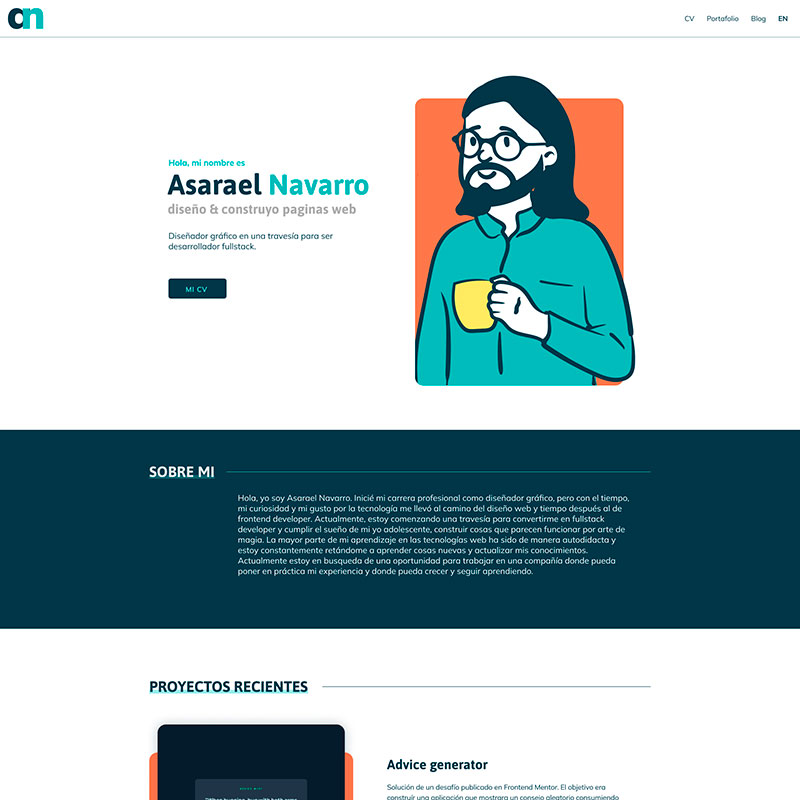 an
CV Portafolio Blog EN
Hola, mi nombre es
Asarael Navarro
diseño & construyo paginas web
Diseñador gráfico en una travesía para ser
desarrollador fullstack.
MI CV
SOBRE MI
Hola, yo soy Asarael Navarro. Inicié mi carrera profesional como diseñador gráfico, pero con el tiempo,
mi curiosidad y mi gusto por la tecnología me llevó al camino del diseño web y tiempo después al de
frontend developer. Actualmente, estoy comenzando una travesía para convertirme en fullstack
developer y cumplir el sueño de mi yo adolescente, construir cosas que parecen funcionar por arte de
magia. La mayor parte de mi aprendizaje en las tecnologías web ha sido de manera autodidacta y
estoy constantemente retándome a aprender cosas nuevas y actualizar mis conocimientos.
Actualmente estoy en busqueda de una oportunidad para trabajar en una compañía donde pueda
poner en práctica mi experiencia y donde pueda crecer y seguir aprendiendo.
PROYECTOS RECIENTES
Advice generator
Solución de un desafío publicado en Frontend Mentor. El objetivo era
construir una aplicación que mostrara un consejo aleatorio consumiendo